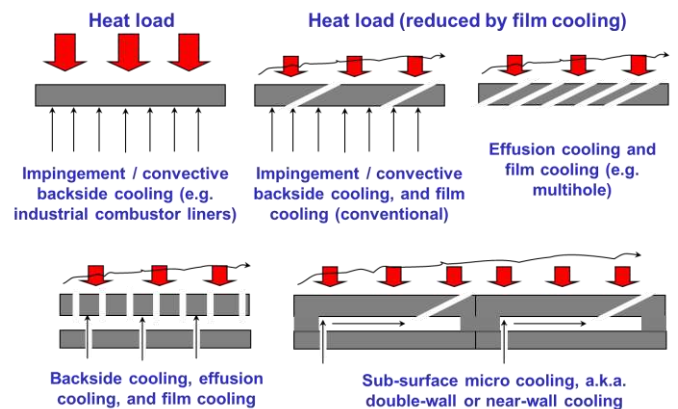 Heat load
Heat load (reduced by film cooling)
Impingement / convective
backside cooling (e.g.
industrial combustor liners)
Impingement / convective
backside cooling, and film
cooling (conventional)
Effusion cooling and
film cooling (e.g.
multihole)
Backside cooling, effusion
cooling, and film cooling
Sub-surface micro cooling, a.k.a.
double-wall or near-wall cooling